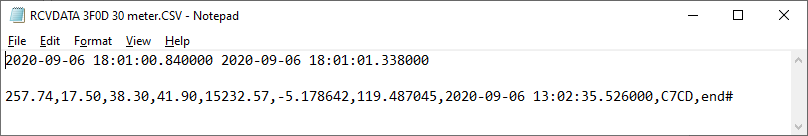 RCVDATA 3F0D 30 meter.CSV - Notepad
File Edit Format View Help
2020-09-06 18:01:00.840000 2020-09-06 18:01:01.338000
257.74,17.50,38.30,41.90,15232.57,-5.178642,119.487045,2020-09-06 13:02:35.526000,C7CD,end#